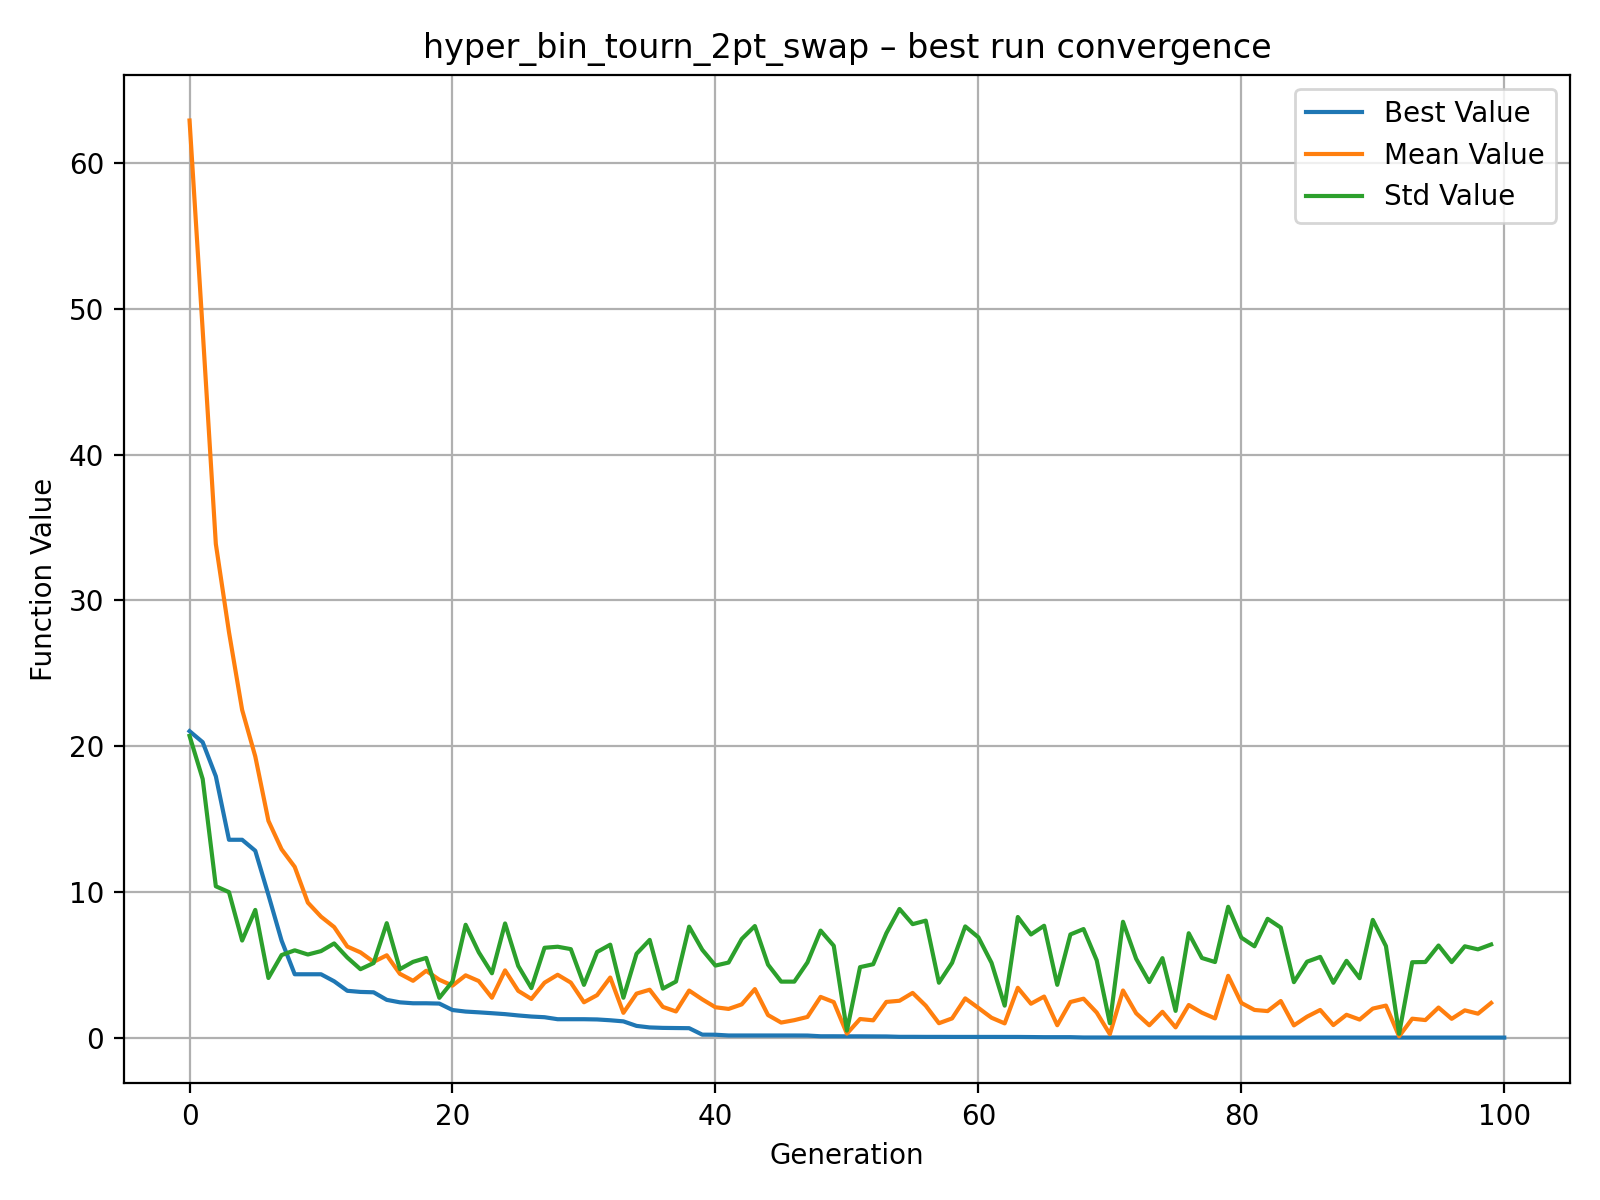 hyper_bin_tourn_2pt_swap – best run convergence
Best Value
Mean Value
Std Value
Function Value
60
50
40
30
20
10
0
0 20 40 60 80 100
Generation